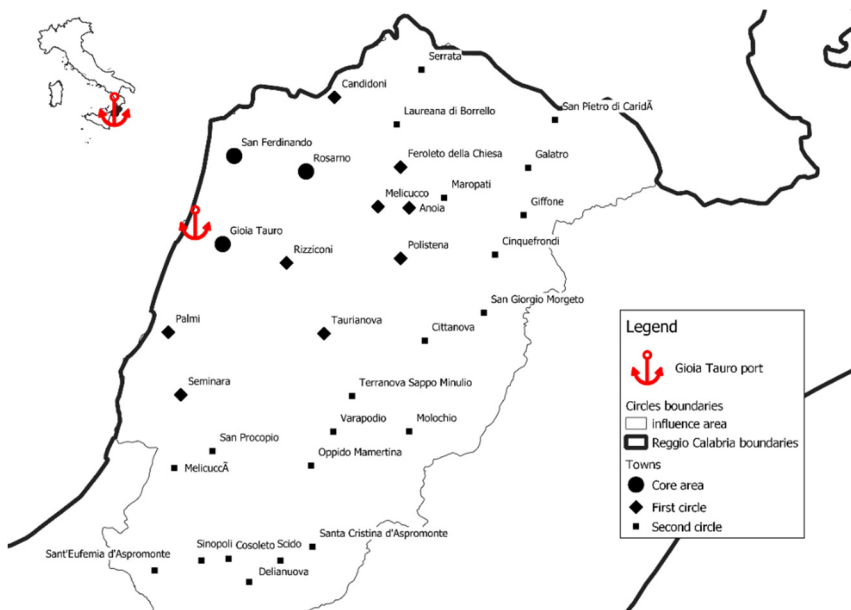 Serrata
Candidoni
San Pietro di CaridÃ
Laureana di Borrello
San Ferdinando
Rosarno
Feroleto della Chiesa
Galatro
Melicucco
Maropati
Anoia
Giffone
Gioia Tauro
Rizziconi
Polistena
Cinquefrondi
San Giorgio Morgeto
Palmi
Taurianova
Cittanova
Seminara
Terranova Sappo Minulio
Varapodio
Molochio
San Procopio
MelicuccÃ
Oppido Mamertina
Santa Cristina d'Aspromonte
Sant'Eufemia d'Aspromonte
Sinopoli
Cosoleto
Scido
Delianuova
Legend
Gioia Tauro port
Circles boundaries
influence area
Reggio Calabria boundaries
Towns
Core area
First circle
Second circle